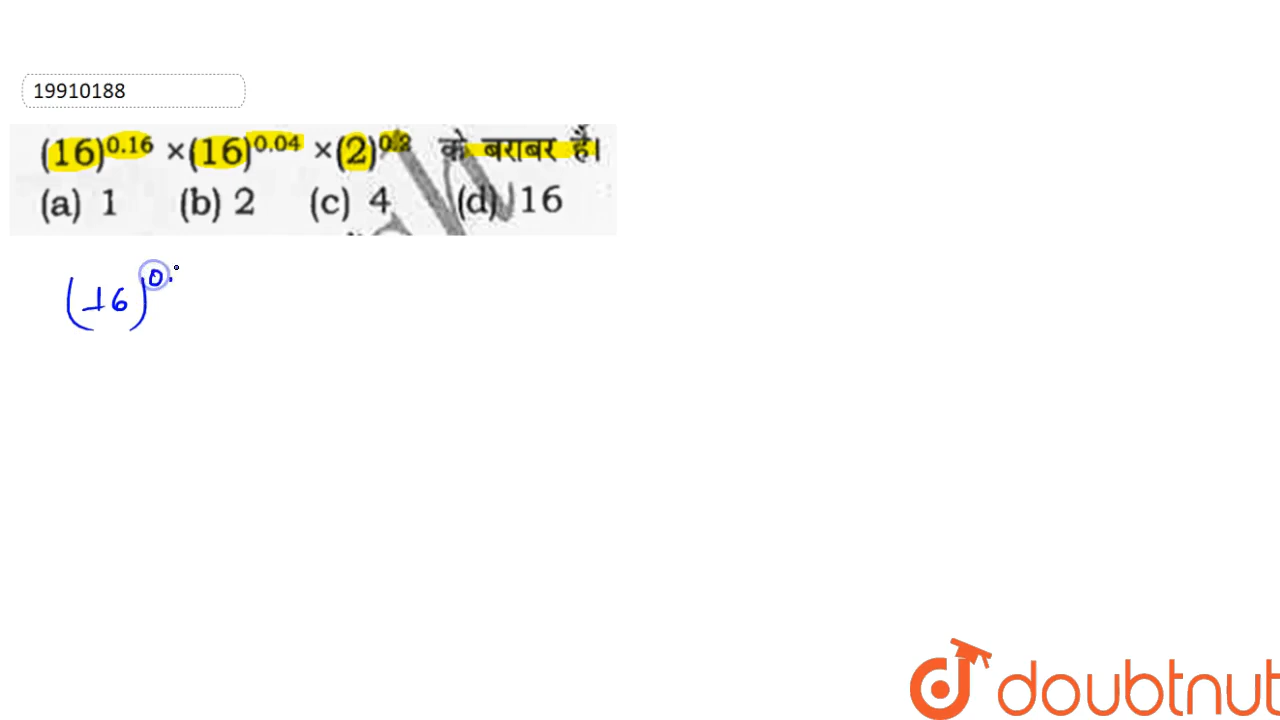 19910188
(16)^0.16 ×(16)^0.04 ×(2)^0.2 के बराबर है।
(a) 1 (b) 2 (c) 4 (d) 16
(16)^0.
doubtnut